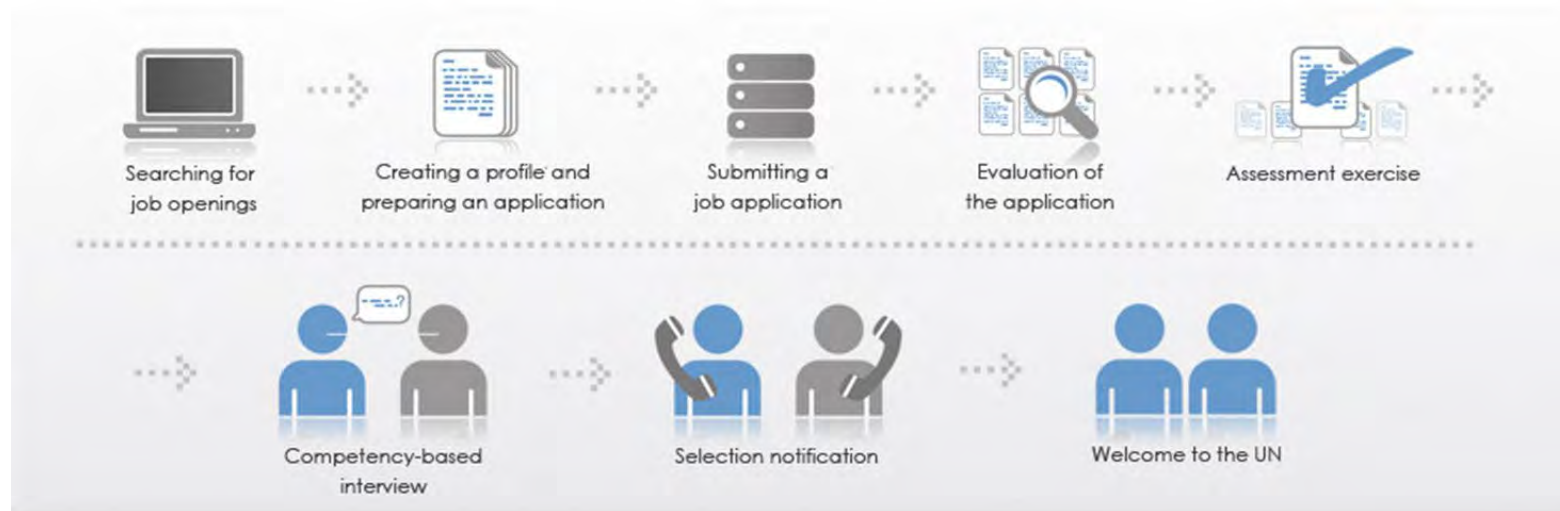 Searching for
job openings
Creating a profile and
preparing an application
Submitting a
job application
Evaluation of
the application
Assessment exercise
?
Competency-based
interview
Selection notification
Welcome to the UN